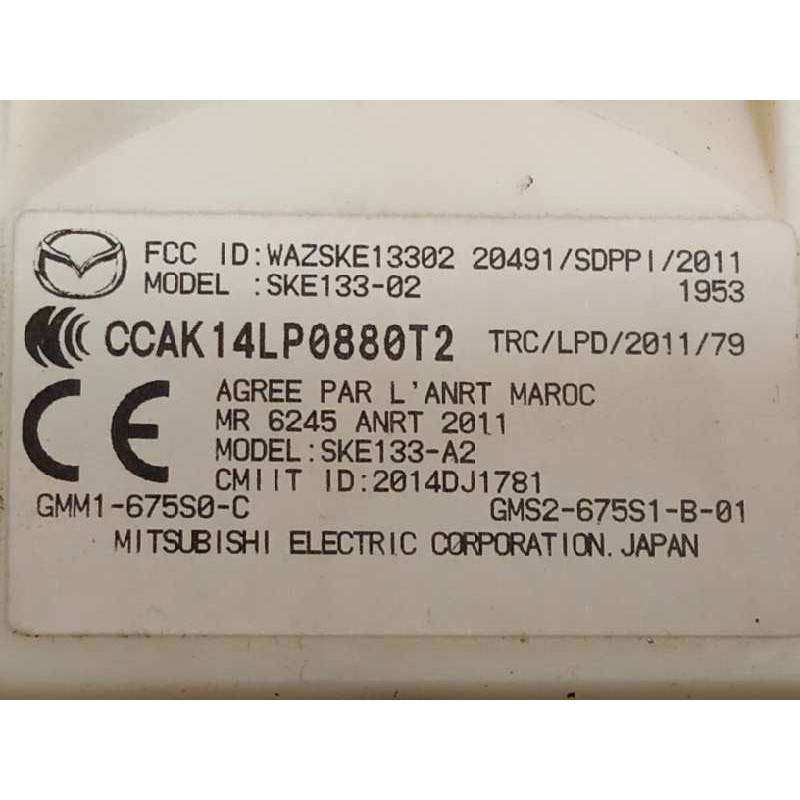 FCC ID:WAZSKE13302 20491/SDPPI/2011
MODEL :SKE133-02 1953
CCAK14LP0880T2 TRC/LPD/2011/79
CE AGREE PAR L'ANRT MAROC
MR 6245 ANRT 2011
MODEL:SKE133-A2
CMIIT ID:2014DJ1781
GMM1-675S0-C GMS2-675S1-B-01
MITSUBISHI ELECTRIC CORPORATION. JAPAN